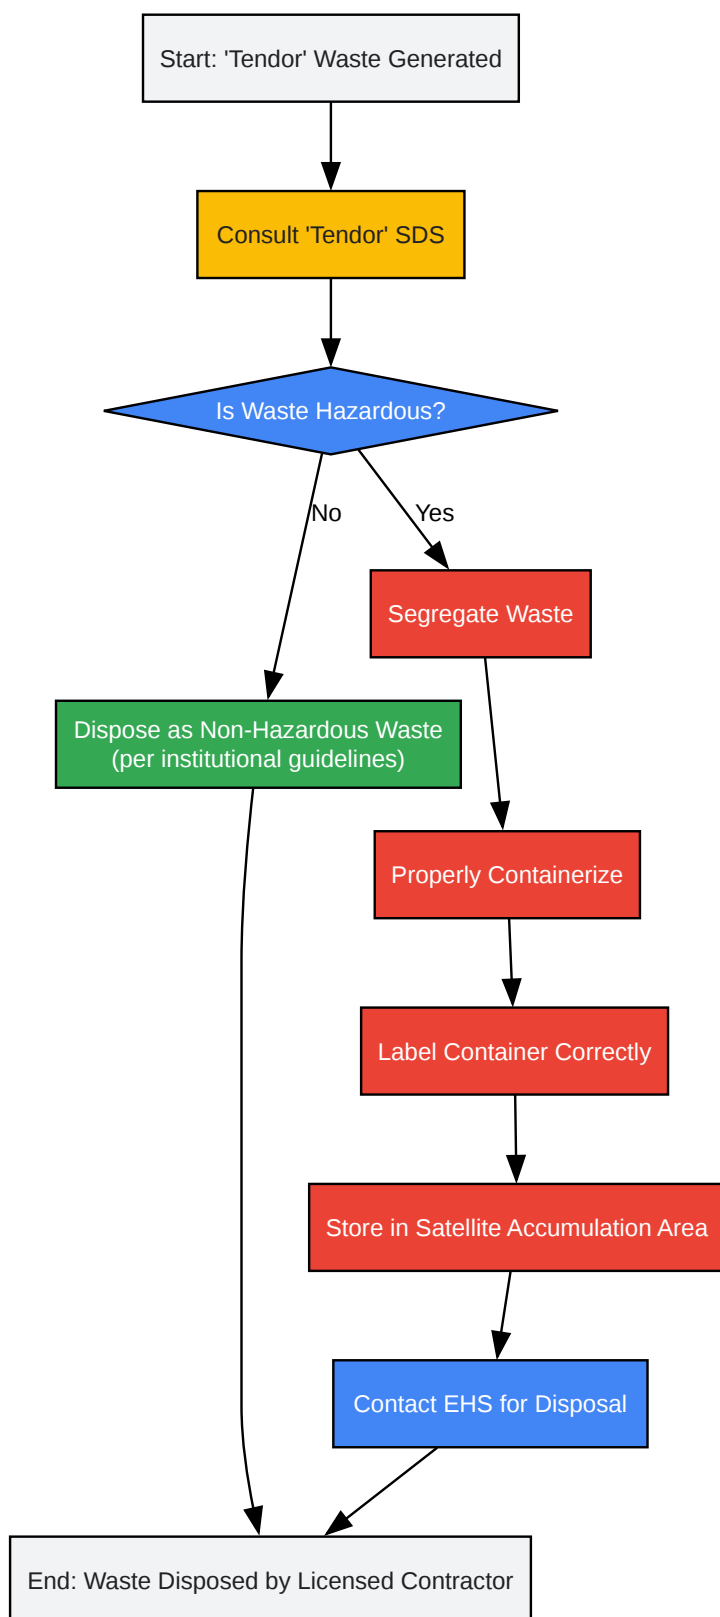 Start: 'Tendor' Waste Generated
Consult 'Tendor' SDS
Is Waste Hazardous?
No
Yes
Segregate Waste
Dispose as Non-Hazardous Waste
(per institutional guidelines)
Properly Containerize
Label Container Correctly
Store in Satellite Accumulation Area
Contact EHS for Disposal
End: Waste Disposed by Licensed Contractor